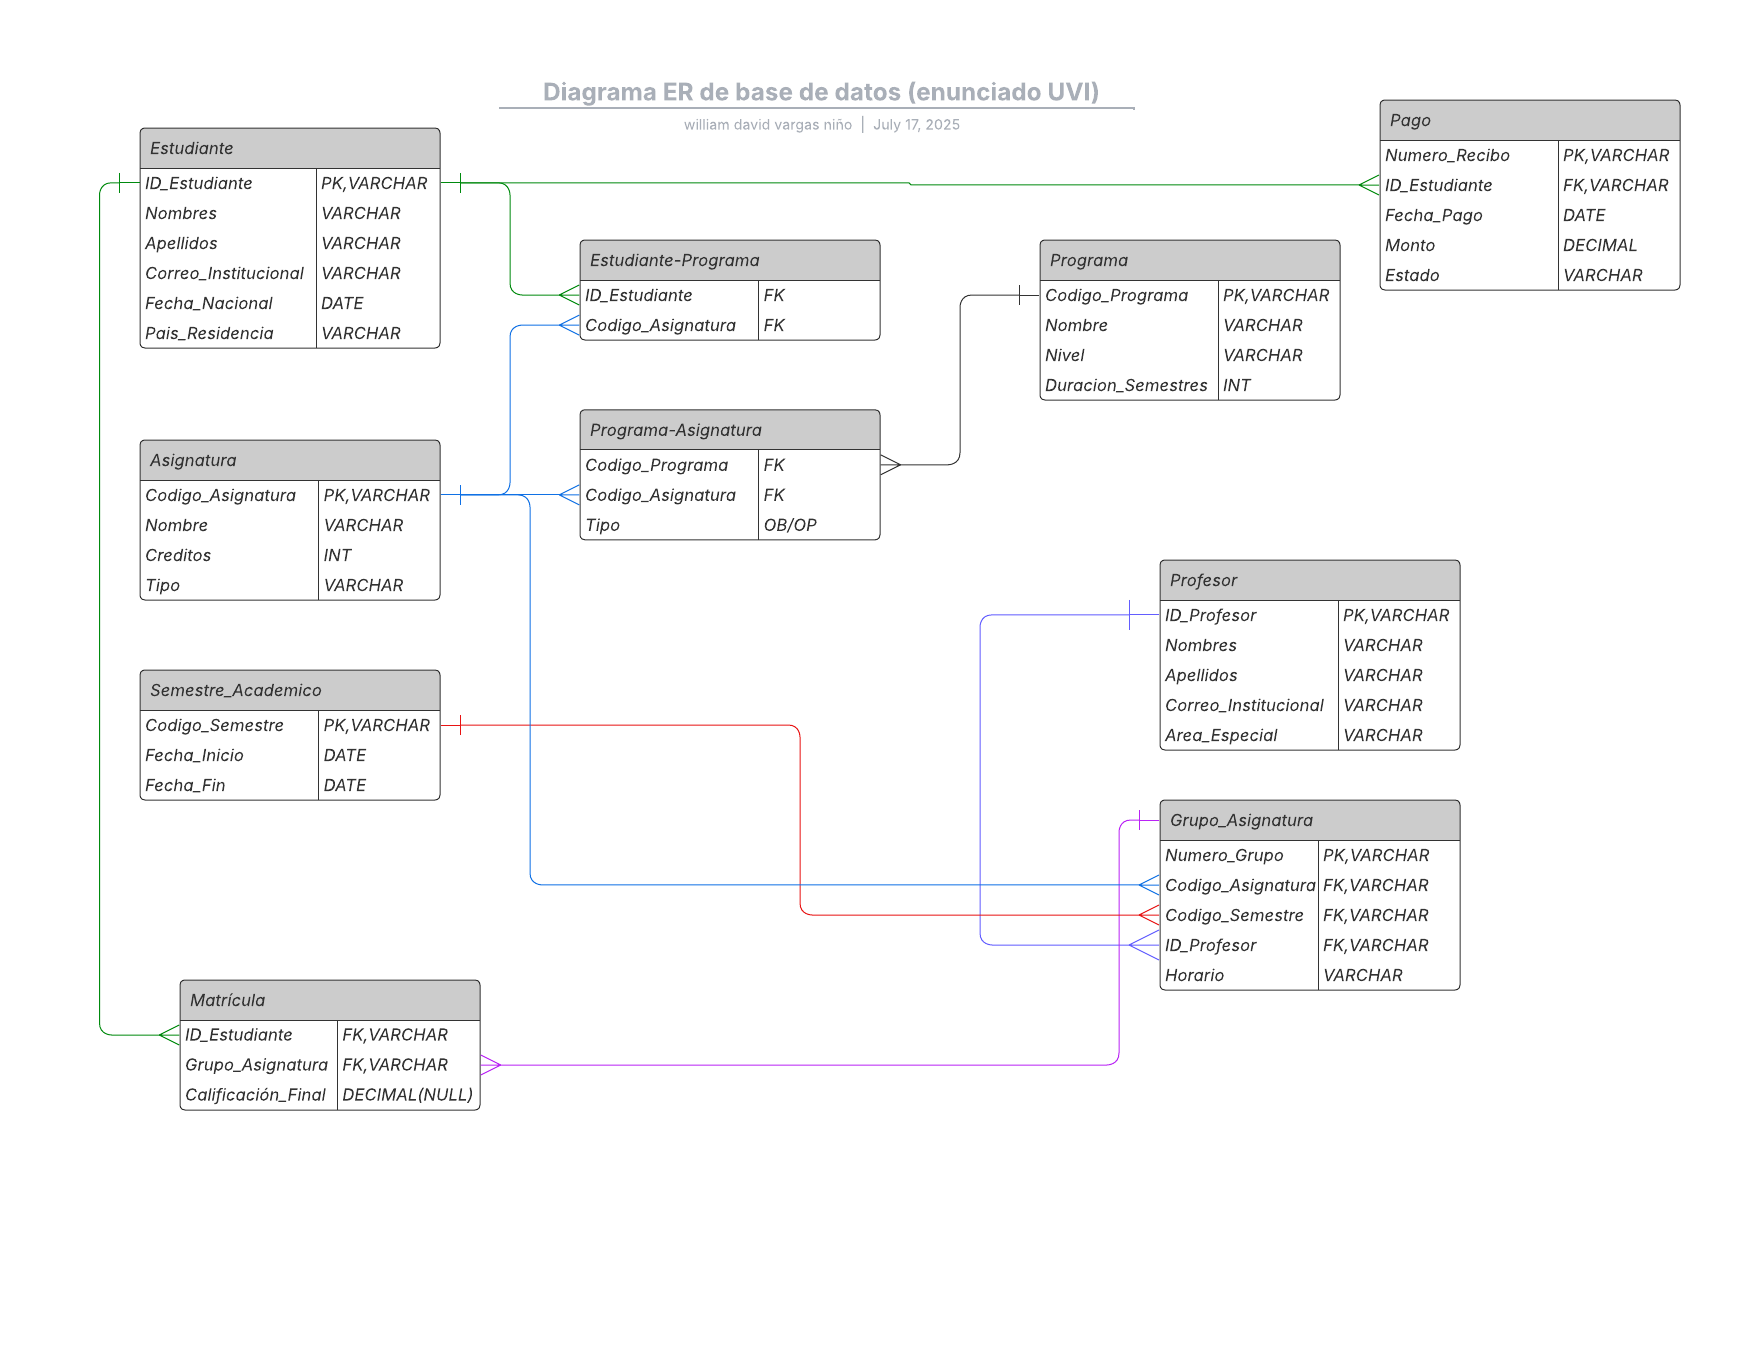 Diagrama ER de base de datos (enunciado UVI)
william david vargas niño | July 17, 2025
Estudiante
ID_Estudiante PK,VARCHAR
Nombres VARCHAR
Apellidos VARCHAR
Correo_Institucional VARCHAR
Fecha_Nacional DATE
Pais_Residencia VARCHAR
Pago
Numero_Recibo PK,VARCHAR
ID_Estudiante FK,VARCHAR
Fecha_Pago DATE
Monto DECIMAL
Estado VARCHAR
Estudiante-Programa
ID_Estudiante FK
Codigo_Asignatura FK
Programa
Codigo_Programa PK,VARCHAR
Nombre VARCHAR
Nivel VARCHAR
Duracion_Semestres INT
Asignatura
Codigo_Asignatura PK,VARCHAR
Nombre VARCHAR
Creditos INT
Tipo VARCHAR
Programa-Asignatura
Codigo_Programa FK
Codigo_Asignatura FK
Tipo OB/OP
Profesor
ID_Profesor PK,VARCHAR
Nombres VARCHAR
Apellidos VARCHAR
Correo_Institucional VARCHAR
Area_Especial VARCHAR
Semestre_Academico
Codigo_Semestre PK,VARCHAR
Fecha_Inicio DATE
Fecha_Fin DATE
Grupo_Asignatura
Numero_Grupo PK,VARCHAR
Codigo_Asignatura FK,VARCHAR
Codigo_Semestre FK,VARCHAR
ID_Profesor FK,VARCHAR
Horario VARCHAR
Matrícula
ID_Estudiante FK,VARCHAR
Grupo_Asignatura FK,VARCHAR
Calificación_Final DECIMAL(NULL)